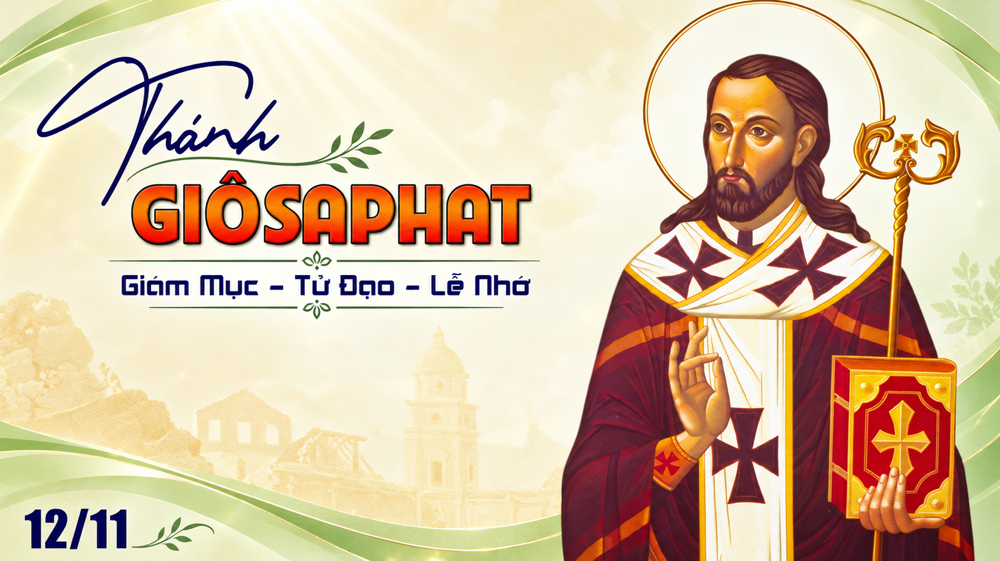 Thánh
GIÔSAPHAT
Giám Mục – Tử Đạo – Lễ Nhớ
12/11